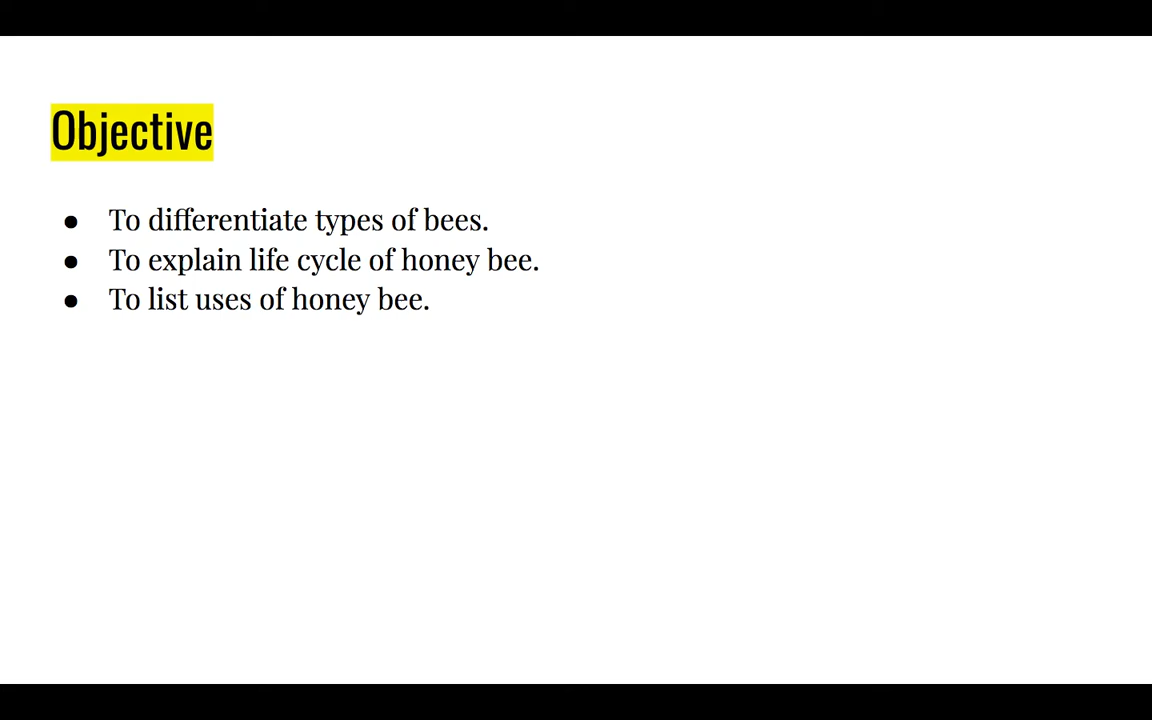 Objective
● To differentiate types of bees.
● To explain life cycle of honey bee.
● To list uses of honey bee.